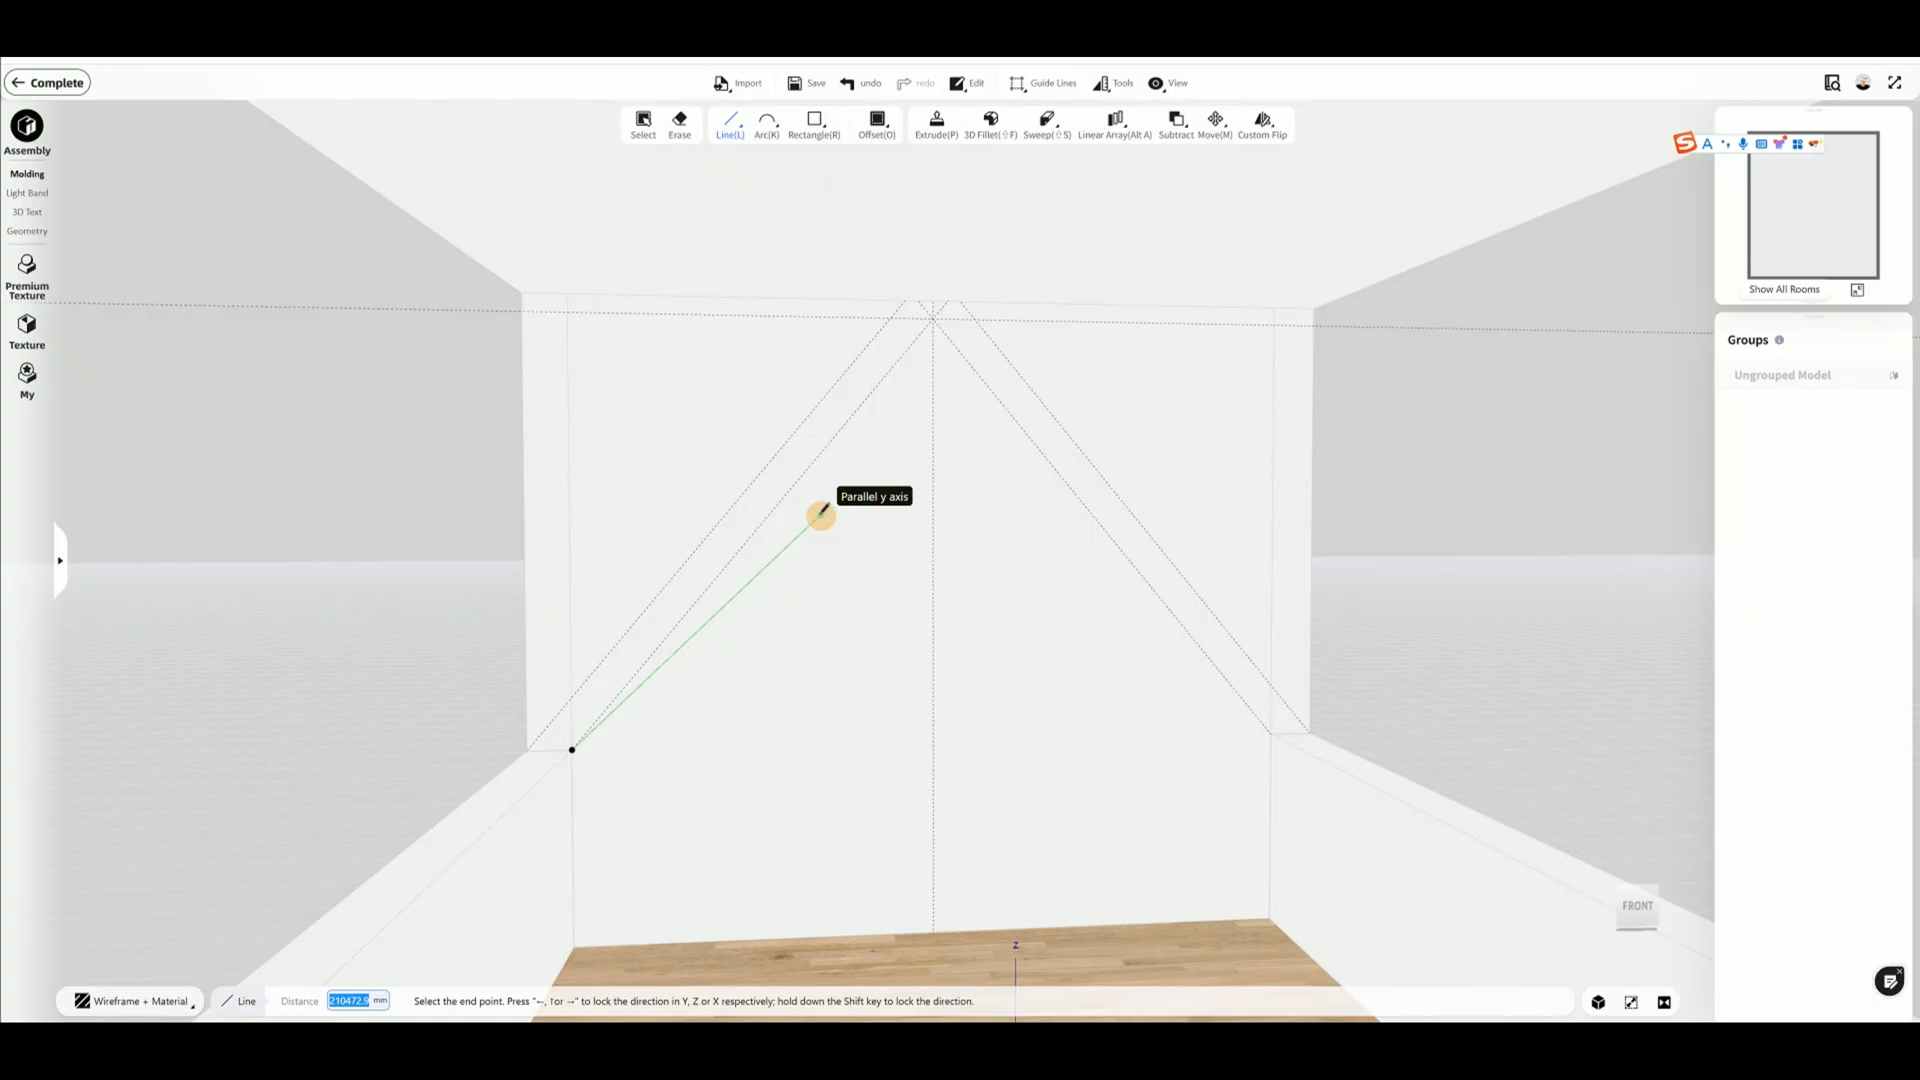 Complete
Import
Save
undo
redo
Edit
Guide Lines
Tools
View
Select
Erase
Line(L)
Arc(K)
Rectangle(R)
Offset(O)
Extrude(P)
3D Fillet(⇧F)
Sweep(⇧S)
Linear Array(Alt A)
Subtract
Move(M)
Custom Flip
Assembly
Molding
Light Band
3D Text
Geometry
Premium
Texture
Texture
My
S A
Show All Rooms
Groups
Ungrouped Model
Parallel y axis
FRONT
z
Wireframe + Material
Line
Distance
210472.9 mm
Select the end point. Press "←, ↑or →" to lock the direction in Y, Z or X respectively; hold down the Shift key to lock the direction.